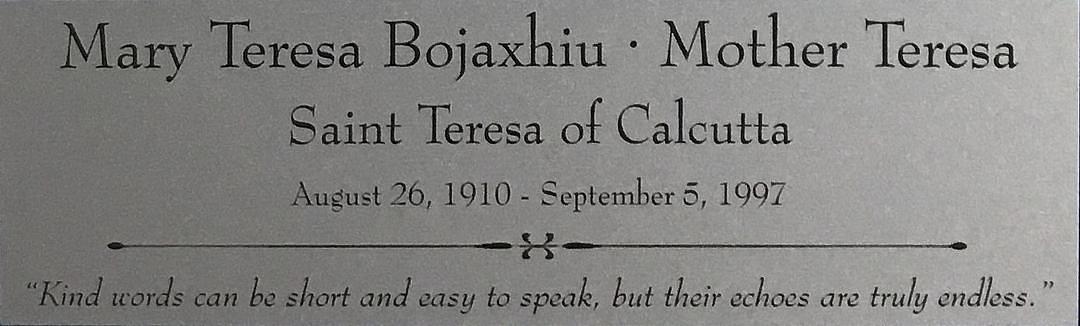 Mary Teresa Bojaxhiu · Mother Teresa
Saint Teresa of Calcutta
August 26, 1910 - September 5, 1997
“Kind words can be short and easy to speak, but their echoes are truly endless.”